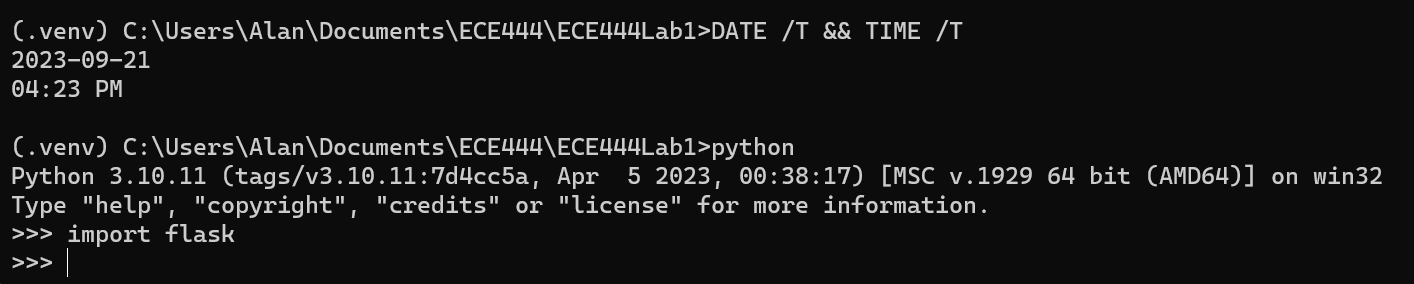 (.venv) C:\Users\Alan\Documents\ECE444\ECE444Lab1>DATE /T && TIME /T
2023-09-21
04:23 PM
(.venv) C:\Users\Alan\Documents\ECE444\ECE444Lab1>python
Python 3.10.11 (tags/v3.10.11:7d4cc5a, Apr  5 2023, 00:38:17) [MSC v.1929 64 bit (AMD64)] on win32
Type "help", "copyright", "credits" or "license" for more information.
>>> import flask
>>>